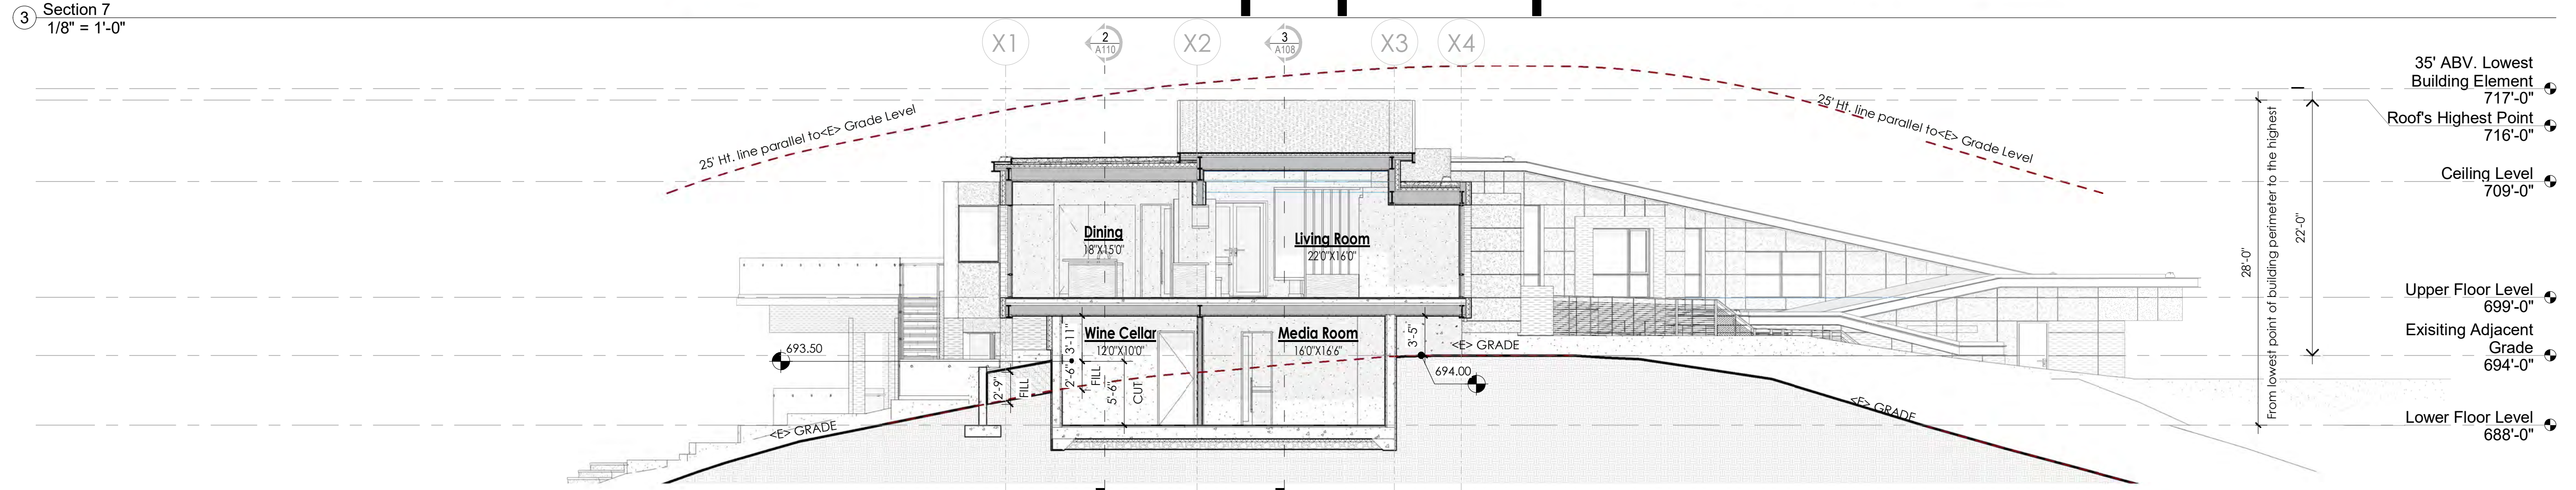 3
Section 7
1/8" = 1'-0"
X1
2
A110
X2
3
A108
X3
X4
35' ABV. Lowest
Building Element
717'-0"
Roof's Highest Point
716'-0"
Ceiling Level
709'-0"
Upper Floor Level
699'-0"
Exisiting Adjacent
Grade
694'-0"
Lower Floor Level
688'-0"
25' Ht. line parallel to<E> Grade Level
25' Ht. line parallel to<E> Grade Level
Dining
18"X15'0"
Living Room
22'0"X16'0"
Wine Cellar
12'0"X10'0"
Media Room
16'0"X16'6"
693.50
694.00
3'-11"
2'-6"
FILL
5'-6"
CUT
2'-9"
FILL
3'-5"
<E> GRADE
<E> GRADE
<E> GRADE
28'-0"
From lowest point of building perimeter to the highest
22'-0"